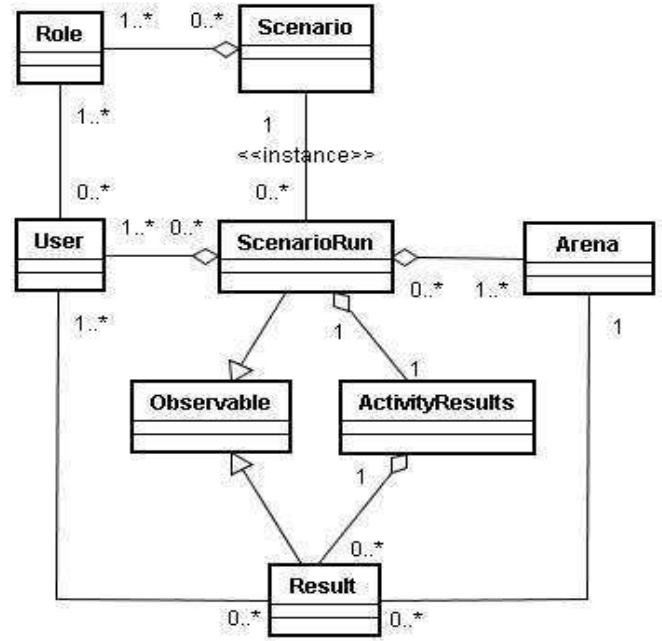 Role
1..*
0..*
Scenario
1..*
1
<<instance>>
0..*
0..*
User
1..*
0..*
ScenarioRun
Arena
0..*
1..*
1..*
1
1
1
Observable
ActivityResults
1
0..*
Result
0..*
0..*